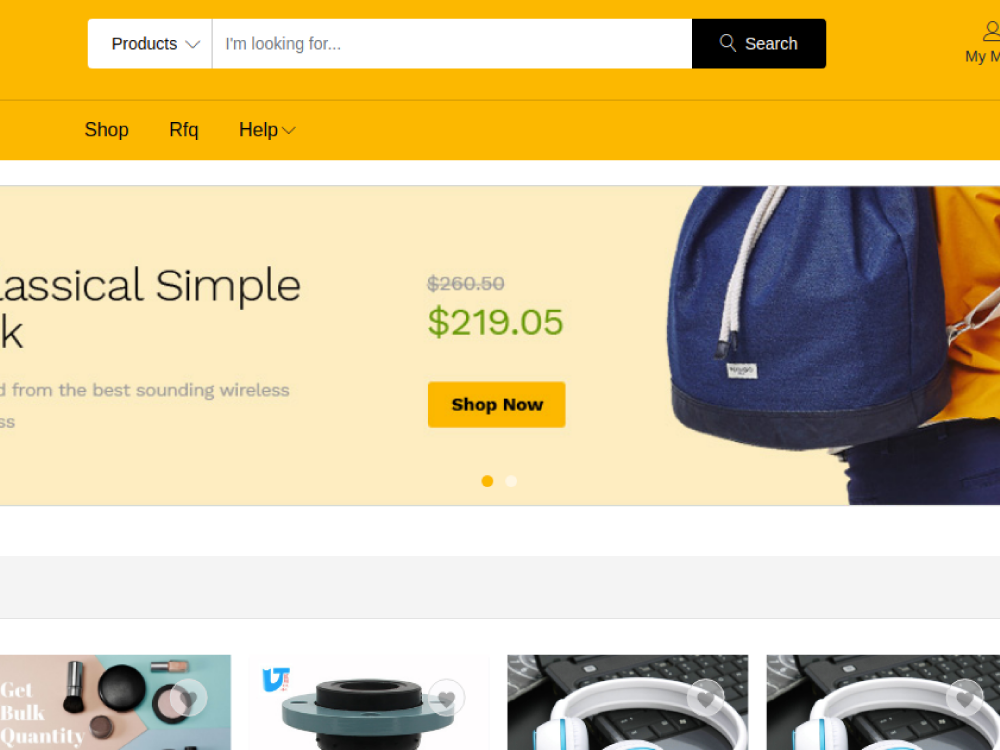 Products
I'm looking for...
Search
My M
Shop
Rfq
Help
lassical Simple
k
$260.50
$219.05
d from the best sounding wireless
ss
Shop Now
Get
Bulk
Quantity